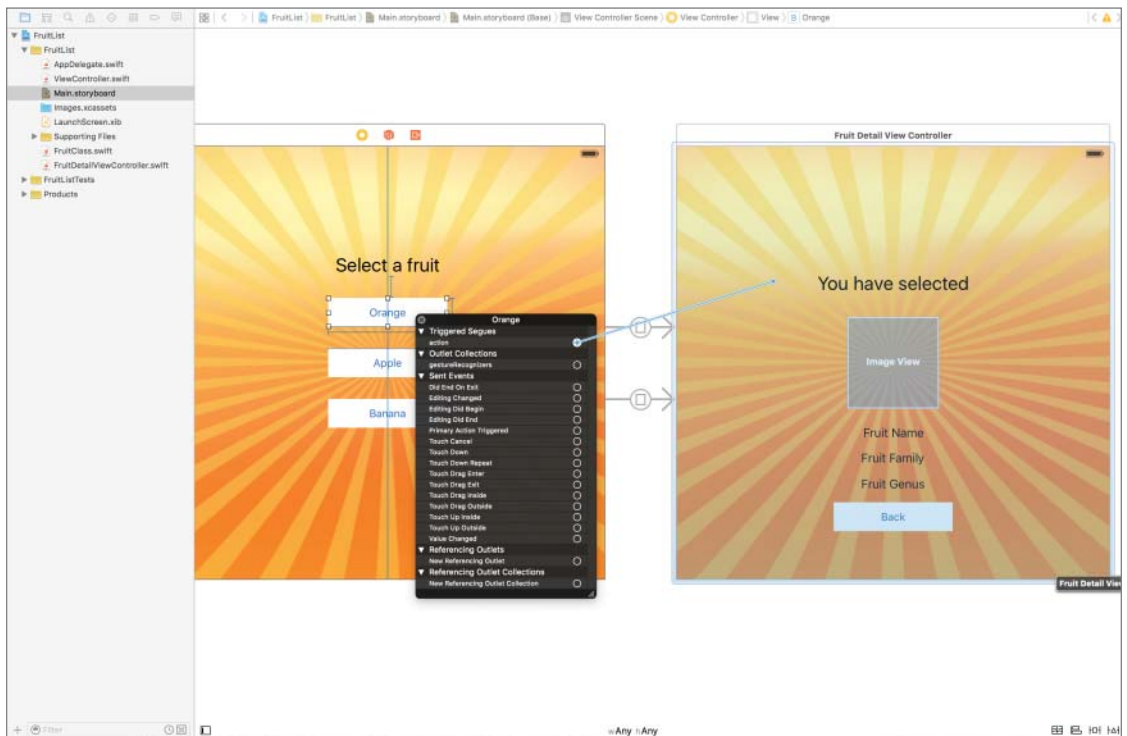 FruitList
FruitList
Main.storyboard
Main.storyboard (Base)
View Controller Scene
View Controller
View
B
Orange
FruitList
FruitList
AppDelegate.swift
ViewController.swift
Main.storyboard
Images.xcassets
LaunchScreen.xib
Supporting Files
FruitClass.swift
FruitDetailViewController.swift
FruitListTests
Products
Filter
Select a fruit
Orange
Apple
Banana
Orange
Triggered Segues
action
Outlet Collections
gestureRecognizers
Sent Events
Did End On Exit
Editing Changed
Editing Did Begin
Editing Did End
Primary Action Triggered
Touch Cancel
Touch Down
Touch Down Repeat
Touch Drag Enter
Touch Drag Exit
Touch Drag Inside
Touch Drag Outside
Touch Up Inside
Touch Up Outside
Value Changed
Referencing Outlets
New Referencing Outlet
Referencing Outlet Collections
New Referencing Outlet Collection
Fruit Detail View Controller
You have selected
Image View
Fruit Name
Fruit Family
Fruit Genus
Back
Fruit Detail View
wAny hAny